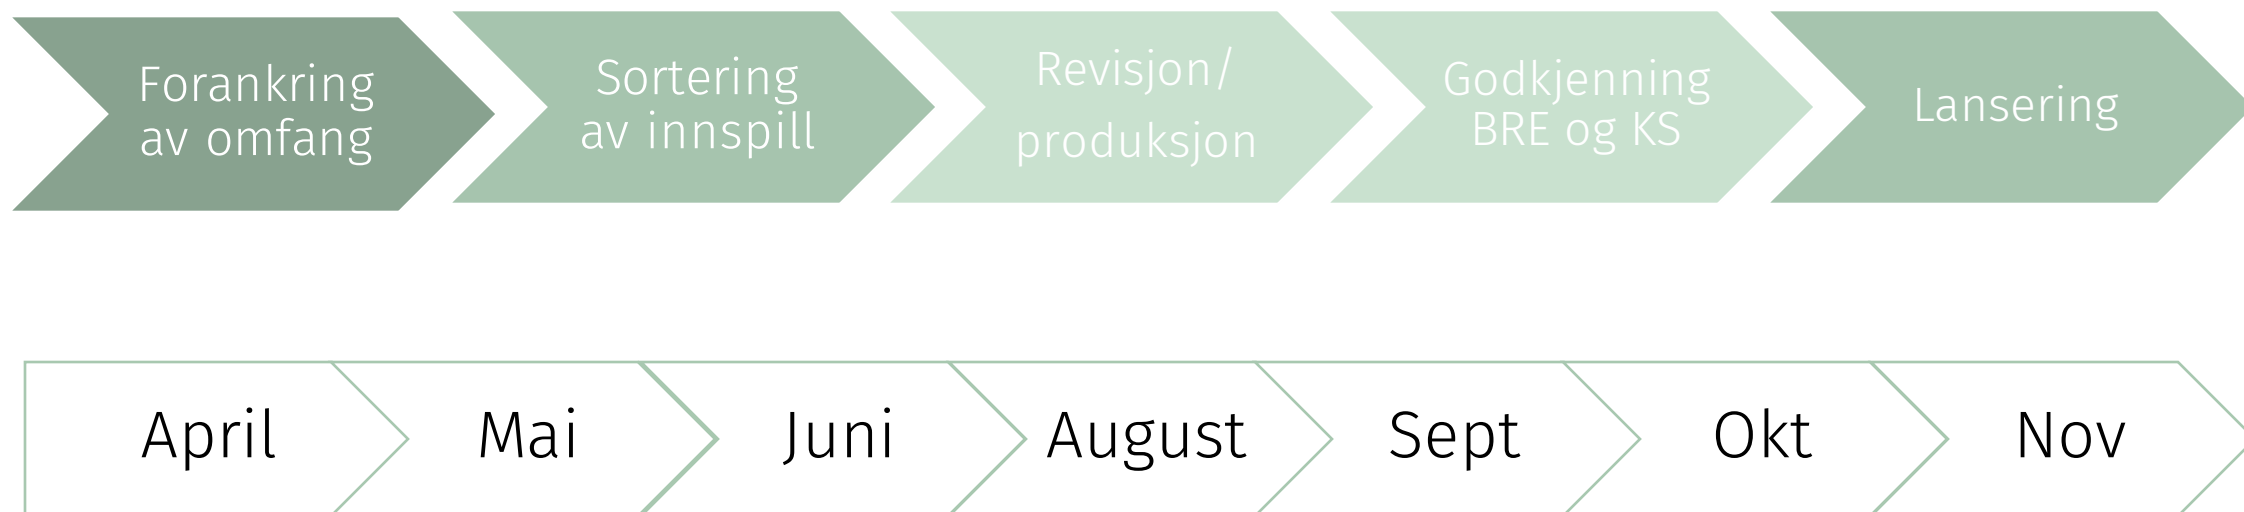 Forankring
av omfang
Sortering
av innspill
Revisjon/
produksjon
Godkjenning
BRE og KS
Lansering
April
Mai
Juni
August
Sept
Okt
Nov